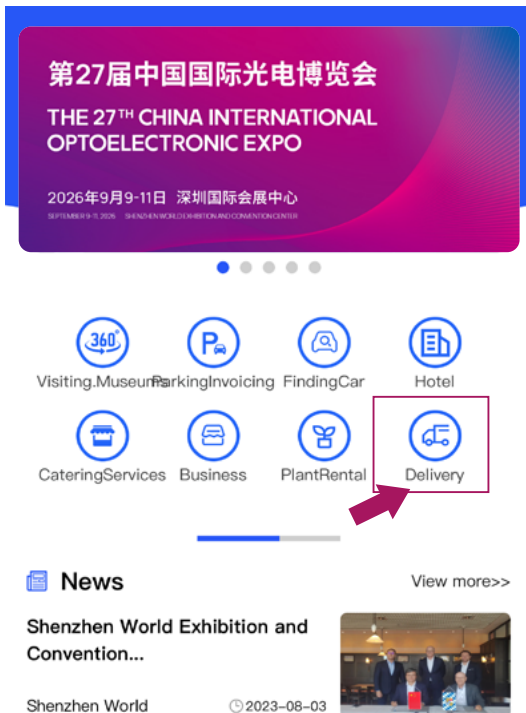 第27届中国国际光电博览会
THE 27TH CHINA INTERNATIONAL
OPTOELECTRONIC EXPO
2026年9月9-11日 深圳国际会展中心
SEPTEMBER 9-11, 2026 SHENZHEN WORLD EXHIBITION AND CONVENTION CENTER
360°
P
Visiting.Museums ParkingInvoicing FindingCar Hotel
CateringServices Business PlantRental Delivery
News View more>>
Shenzhen World Exhibition and
Convention...
Shenzhen World 2023-08-03